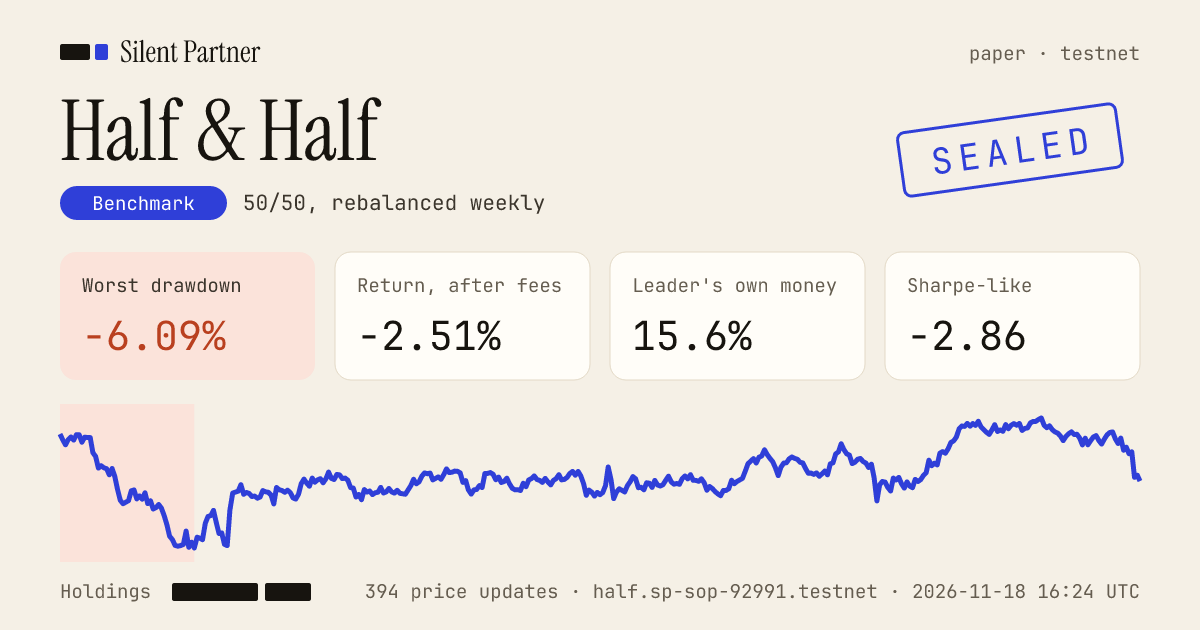 Silent Partner
paper · testnet
Half & Half
SEALED
Benchmark 50/50, rebalanced weekly
Worst drawdown
-6.09%
Return, after fees
-2.51%
Leader's own money
15.6%
Sharpe-like
-2.86
Holdings
394 price updates · half.sp-sop-92991.testnet · 2026-11-18 16:24 UTC